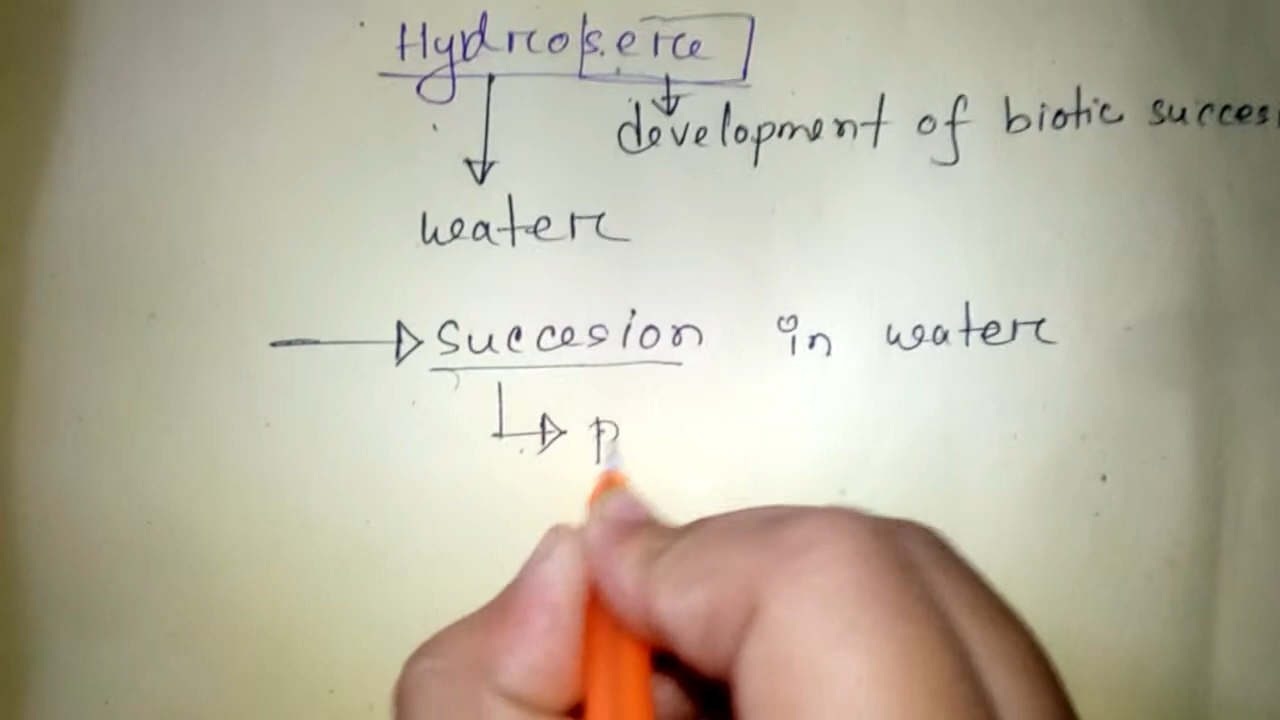 Hydrosere
development of biotic succes
water
Succesion in water
p